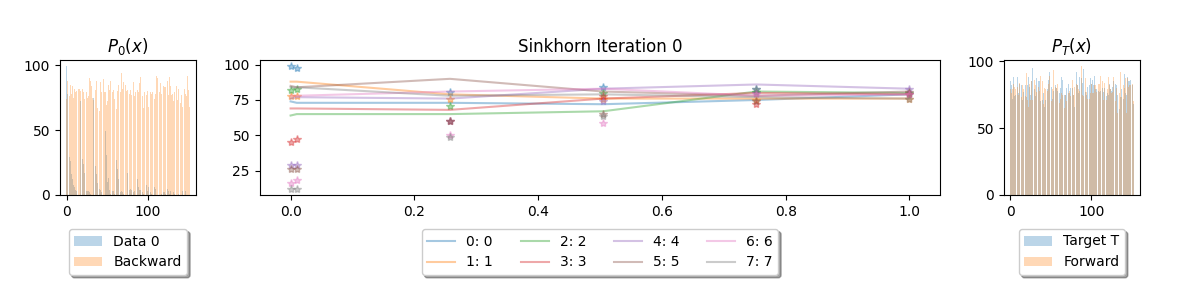 P₀(x)
100
50
0
0 100
Data 0
Backward
Sinkhorn Iteration 0
100
75
50
25
0.0 0.2 0.4 0.6 0.8 1.0
0: 0 2: 2 4: 4 6: 6
1: 1 3: 3 5: 5 7: 7
P_T(x)
100
50
0
0 100
Target T
Forward